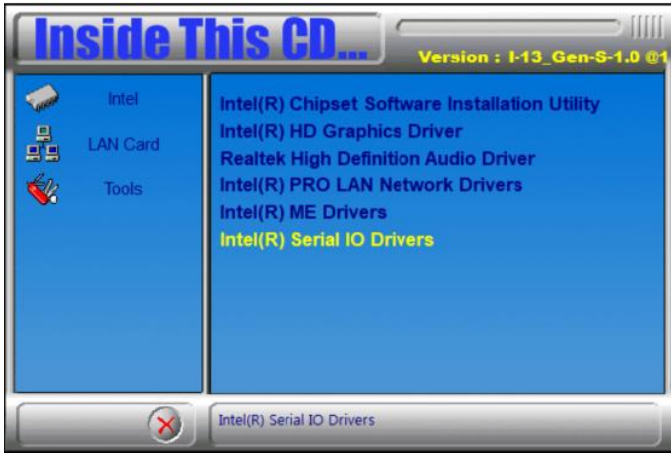 Inside This CD...
Version : I-13_Gen-S-1.0 @1
Intel
LAN Card
Tools
Intel(R) Chipset Software Installation Utility
Intel(R) HD Graphics Driver
Realtek High Definition Audio Driver
Intel(R) PRO LAN Network Drivers
Intel(R) ME Drivers
Intel(R) Serial IO Drivers
Intel(R) Serial IO Drivers